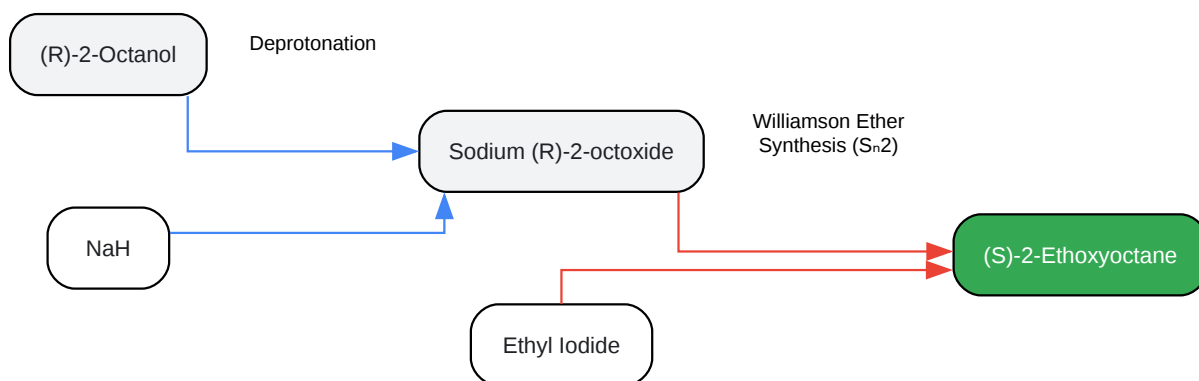 (R)-2-Octanol
Deprotonation
Sodium (R)-2-octoxide
Williamson Ether
Synthesis (Sₙ2)
NaH
(S)-2-Ethoxyoctane
Ethyl Iodide